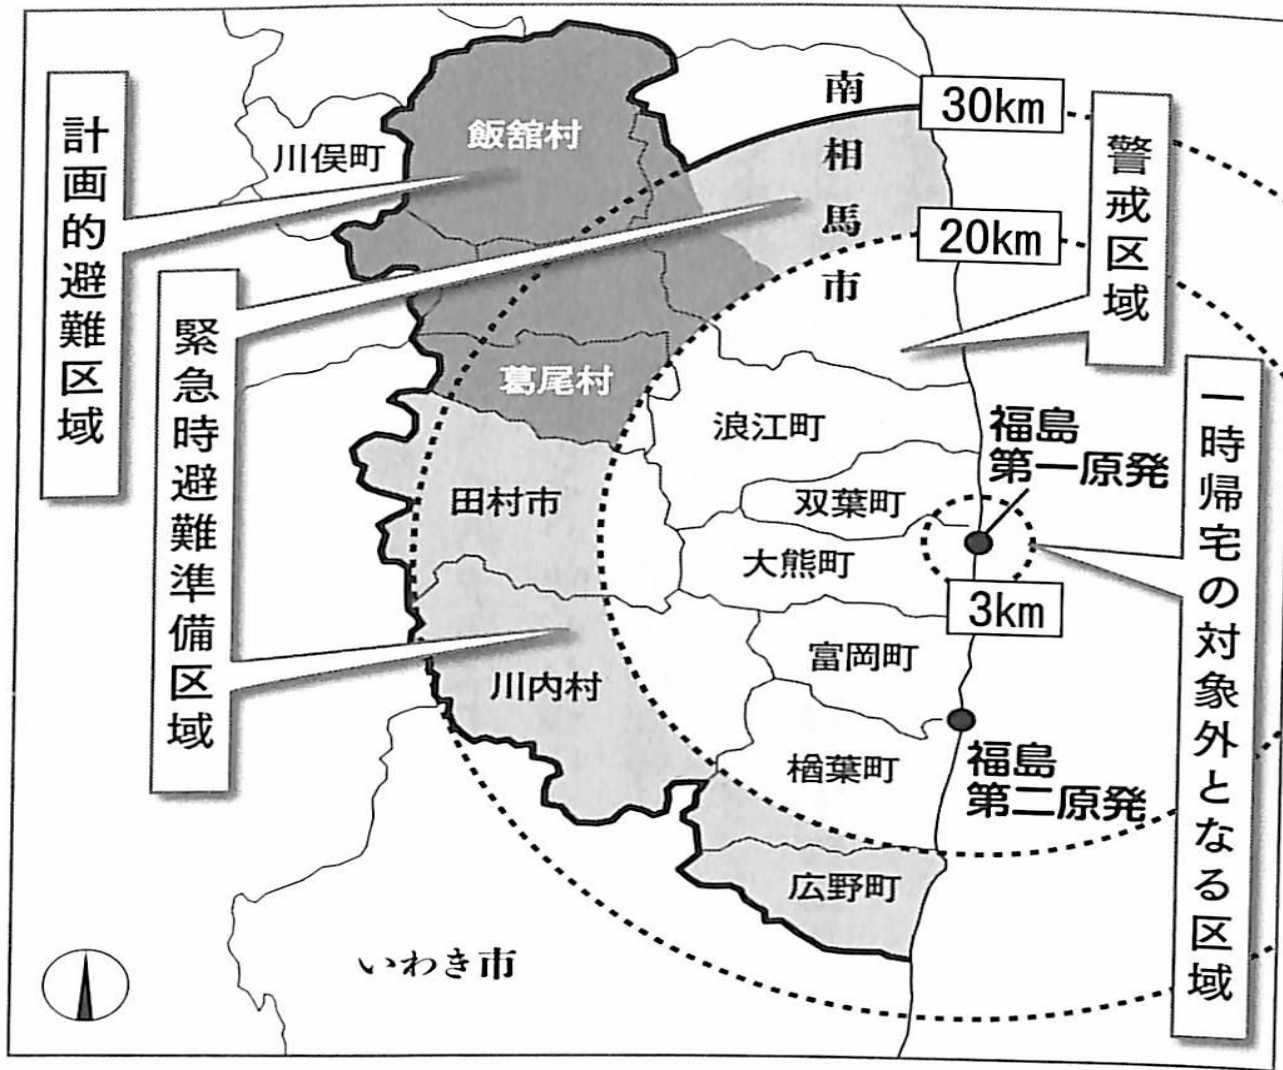 計画的避難区域
緊急時避難準備区域
川俣町
飯舘村
南相馬市
30km
20km
警戒区域
葛尾村
浪江町
福島
第一原発
双葉町
田村市
大熊町
3km
一時帰宅の対象外となる区域
富岡町
川内村
楢葉町
福島
第二原発
広野町
いわき市